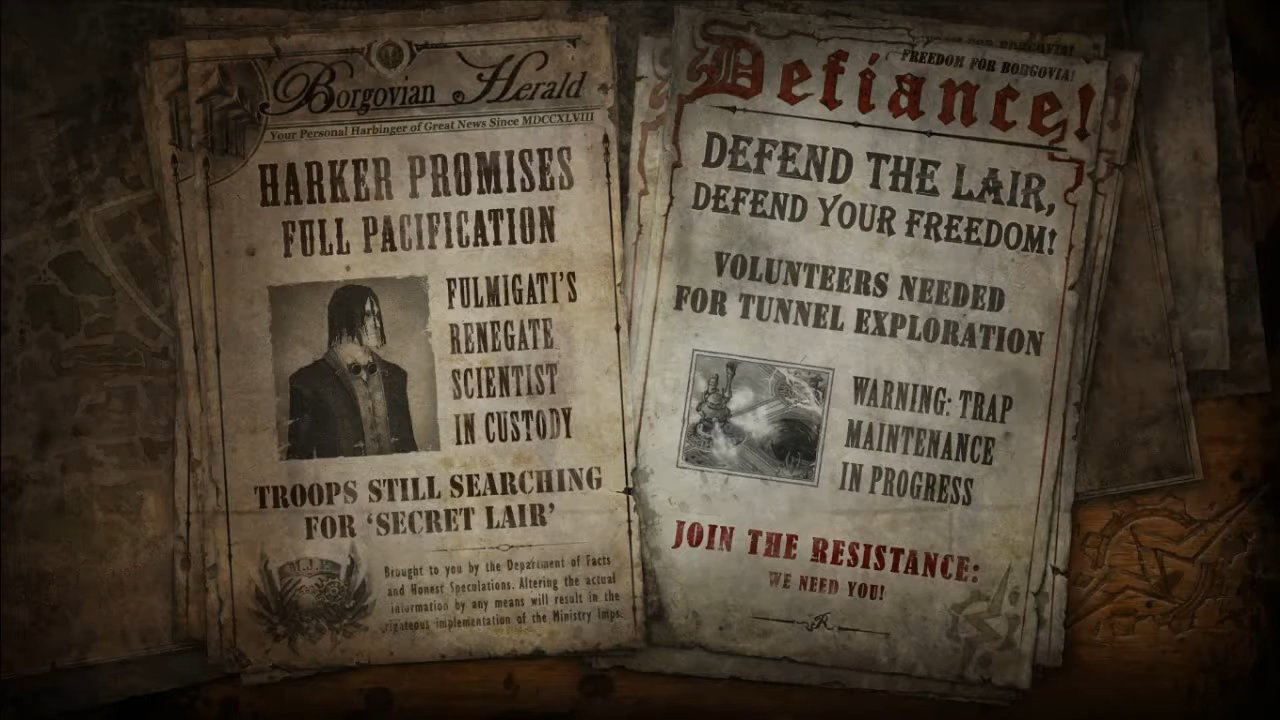 Borgovian Herald
Your Personal Harbinger of Great News Since MDCCXLVIII
HARKER PROMISES
FULL PACIFICATION
FULMIGATI'S
RENEGATE
SCIENTIST
IN CUSTODY
TROOPS STILL SEARCHING
FOR 'SECRET LAIR'
M.J.F.
Brought to you by the Department of Facts
and Honest Speculations. Altering the actual
information by any means will result in the
righteous implementation of the Ministry Imps.
FREEDOM FOR BORGOVIA!
FREEDOM FOR BORGOVIA!
Defiance!
DEFEND THE LAIR,
DEFEND YOUR FREEDOM!
VOLUNTEERS NEEDED
FOR TUNNEL EXPLORATION
WARNING: TRAP
MAINTENANCE
IN PROGRESS
JOIN THE RESISTANCE:
WE NEED YOU!
R